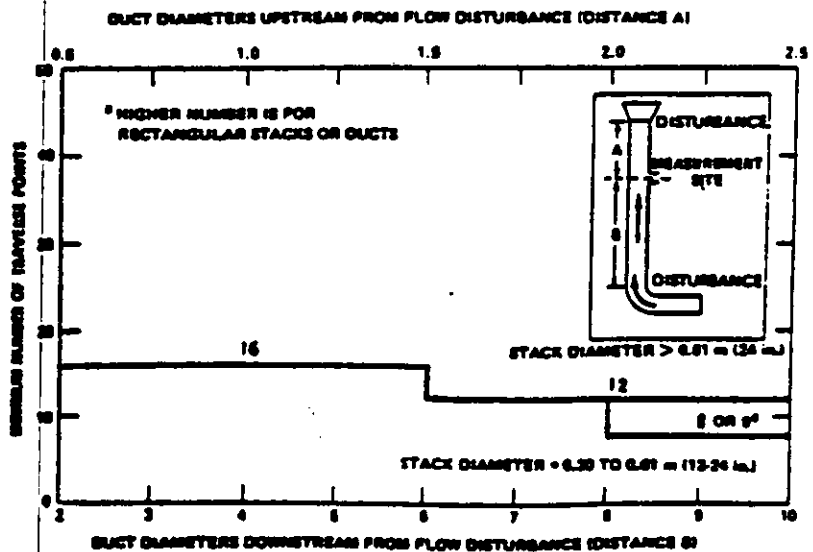 DUCT DIAMETERS UPSTREAM FROM FLOW DISTURBANCE (DISTANCE A)
0.5 1.0 1.5 2.0 2.5
50
40
30
20
10
0
MINIMUM NUMBER OF TRAVERSE POINTS
a HIGHER NUMBER IS FOR
RECTANGULAR STACKS OR DUCTS
DISTURBANCE
A
MEASUREMENT
SITE
B
DISTURBANCE
STACK DIAMETER > 0.61 m (24 in.)
16
12
8 OR 9a
STACK DIAMETER = 0.30 TO 0.61 m (12-24 in.)
2 3 4 5 6 7 8 9 10
DUCT DIAMETERS DOWNSTREAM FROM FLOW DISTURBANCE (DISTANCE B)